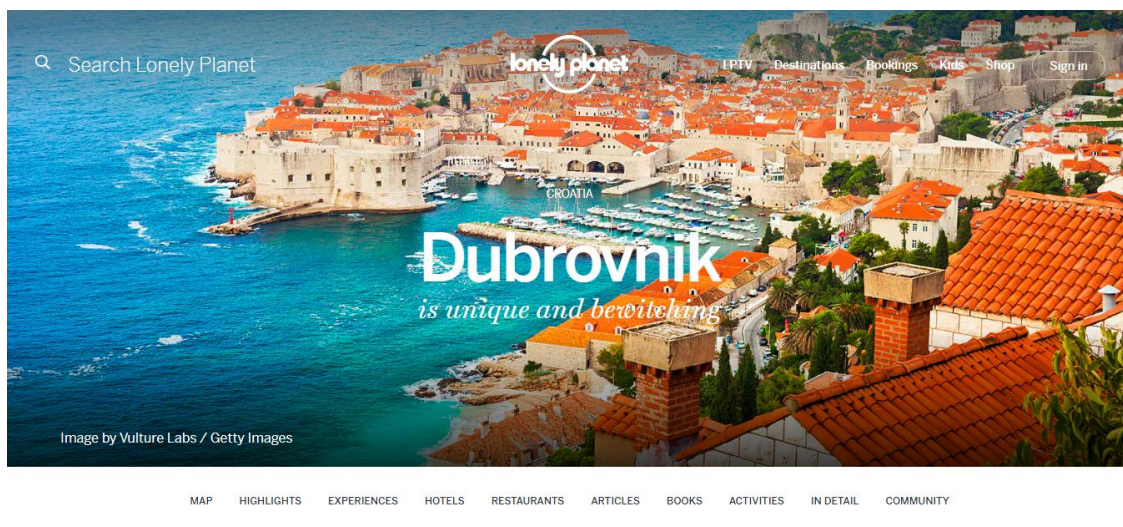 Search Lonely Planet
lonely planet
LPTV Destinations Bookings Kids Shop Sign in
CROATIA
Dubrovnik
is unique and bewitching
Image by Vulture Labs / Getty Images
MAP HIGHLIGHTS EXPERIENCES HOTELS RESTAURANTS ARTICLES BOOKS ACTIVITIES IN DETAIL COMMUNITY